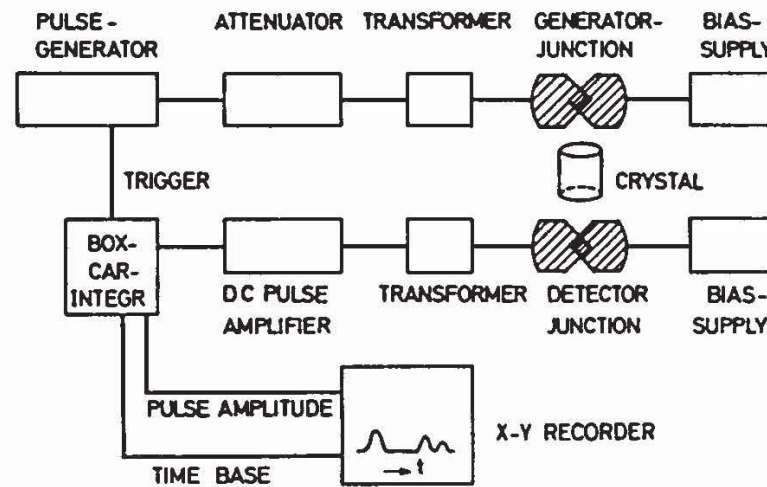 PULSE-
GENERATOR
ATTENUATOR
TRANSFORMER
GENERATOR-
JUNCTION
BIAS-
SUPPLY
TRIGGER
CRYSTAL
BOX-
CAR-
INTEGR
DC PULSE
AMPLIFIER
TRANSFORMER
DETECTOR
JUNCTION
BIAS-
SUPPLY
PULSE AMPLITUDE
TIME BASE
t
X-Y RECORDER